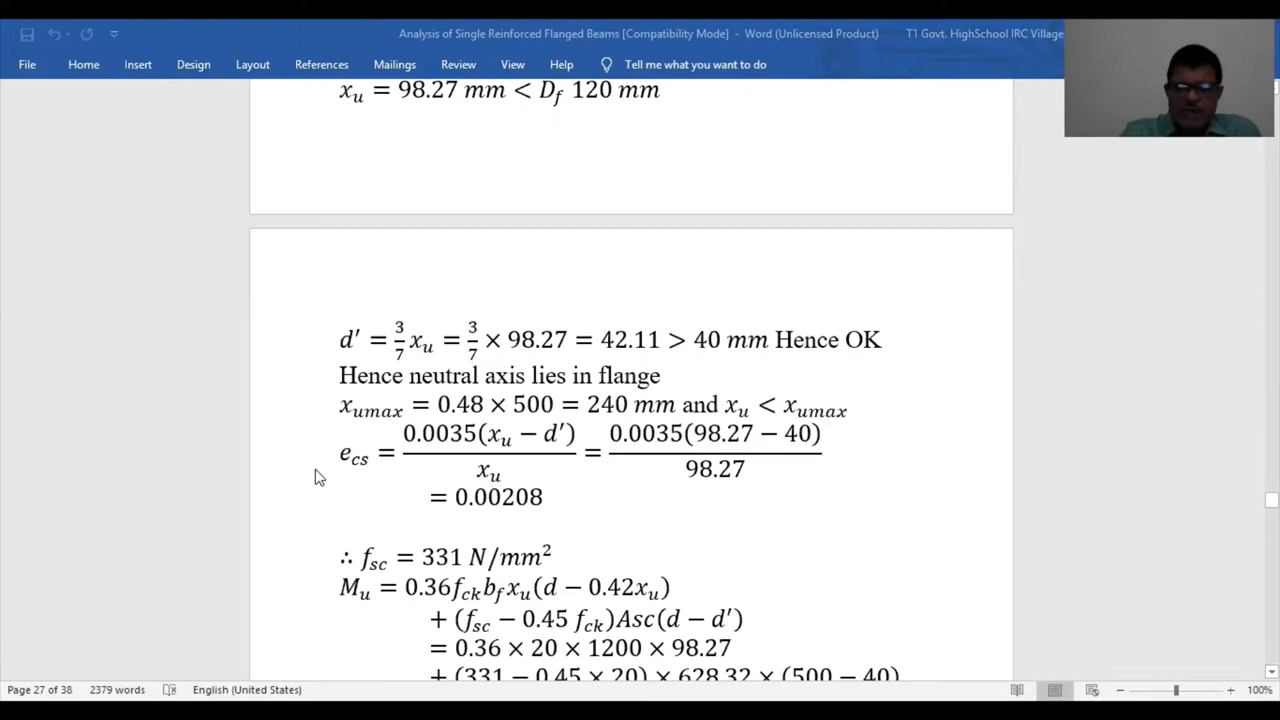 Analysis of Single Reinforced Flanged Beams [Compatibility Mode] - Word (Unlicensed Product) T1 Govt. HighSchool IRC Village
File Home Insert Design Layout References Mailings Review View Help Tell me what you want to do
x_u = 98.27 mm < D_f 120 mm
d′ = 3/7 x_u = 3/7 × 98.27 = 42.11 > 40 mm Hence OK
Hence neutral axis lies in flange
x_umax = 0.48 × 500 = 240 mm and x_u < x_umax
e_cs = 0.0035(x_u − d′)/x_u = 0.0035(98.27 − 40)/98.27
= 0.00208
∴ f_sc = 331 N/mm²
M_u = 0.36f_ck b_f x_u(d − 0.42x_u)
+ (f_sc − 0.45 f_ck)Asc(d − d′)
= 0.36 × 20 × 1200 × 98.27
+ (331 − 0.45 × 20) × 628.32 × (500 − 40)
Page 27 of 38 2379 words English (United States) 100%